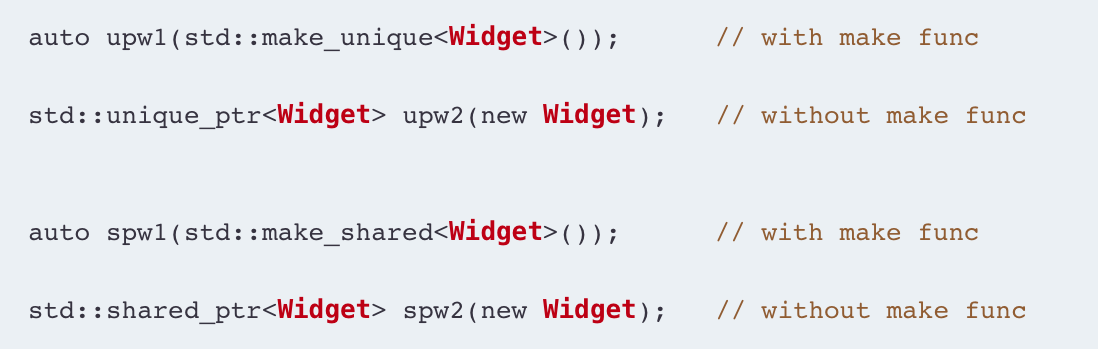 auto upw1(std::make_unique<Widget>());      // with make func
std::unique_ptr<Widget> upw2(new Widget);   // without make func
auto spw1(std::make_shared<Widget>());      // with make func
std::shared_ptr<Widget> spw2(new Widget);   // without make func